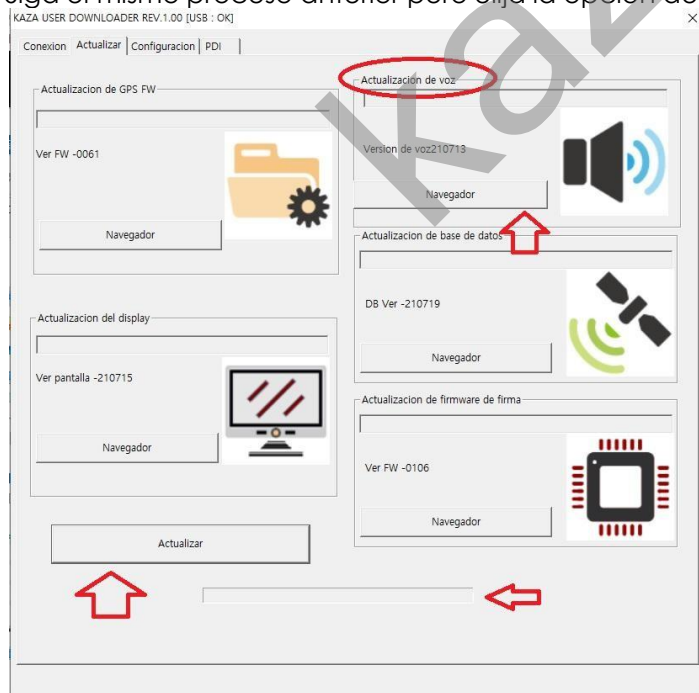 siga el mismo proceso anterior pero elija la opción de
KAZA USER DOWNLOADER REV.1.00 [USB : OK]
Conexion Actualizar Configuracion PDI
Actualizacion de GPS FW
Ver FW -0061
Navegador
Actualización de voz
Version de voz210713
Navegador
Actualizacion de base de datos
DB Ver -210719
Navegador
Actualizacion del display
Ver pantalla -210715
Navegador
Actualizacion de firmware de firma
Ver FW -0106
Navegador
Actualizar
kaz